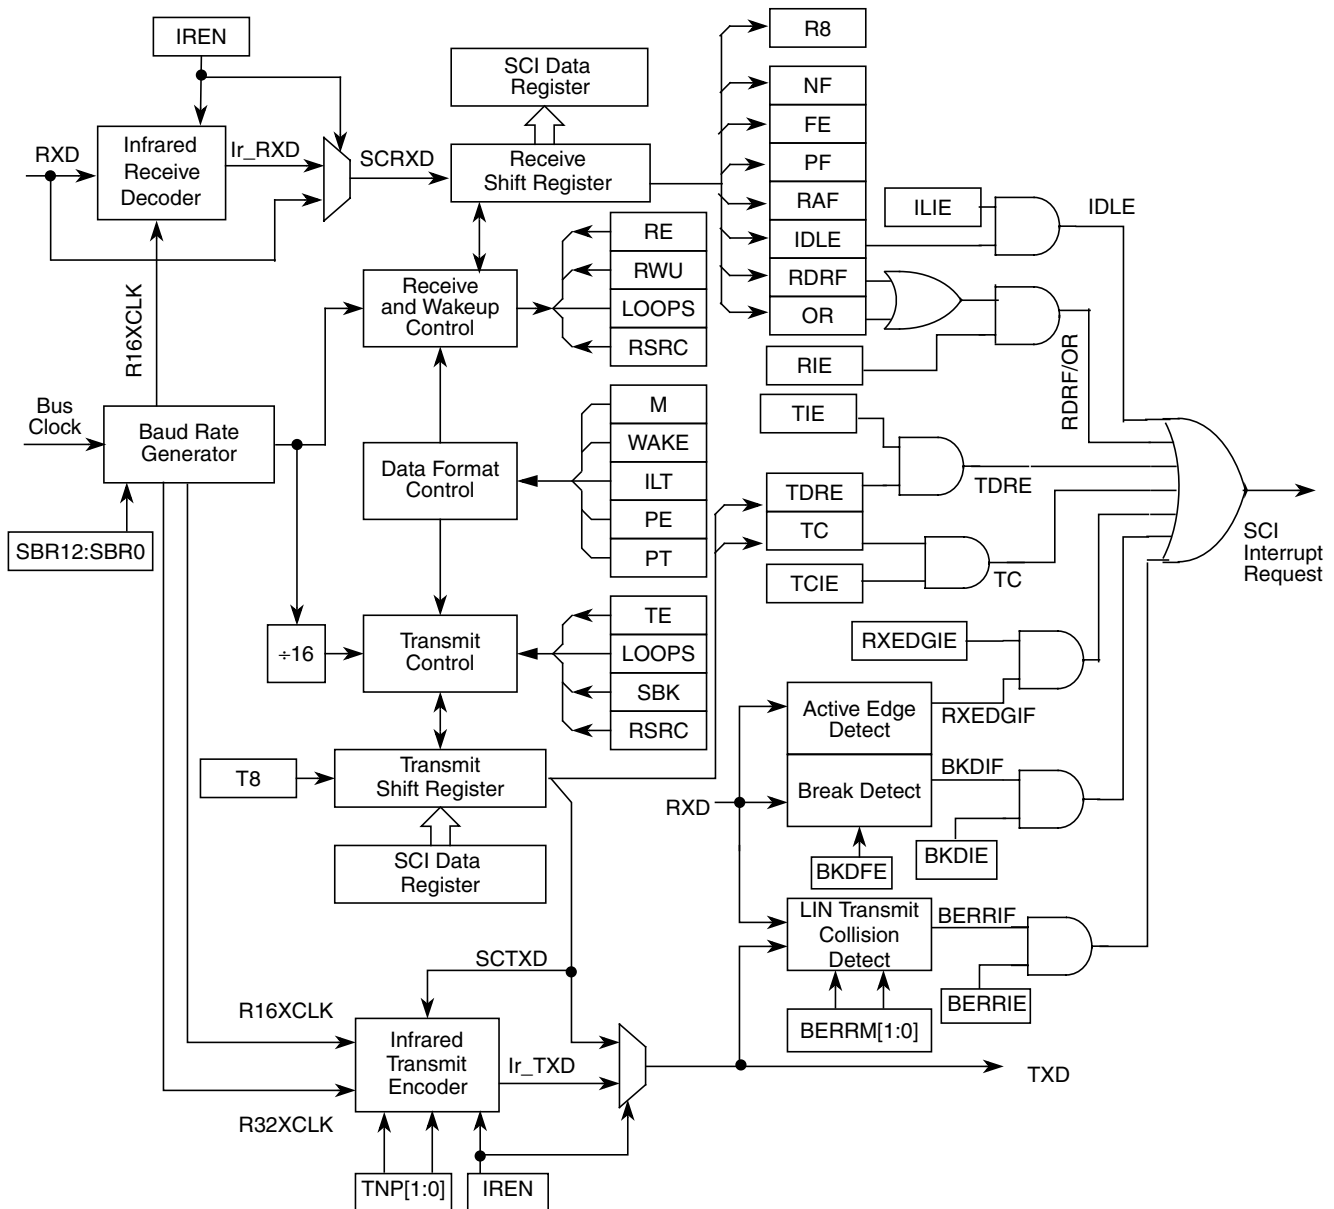 IREN
SCI Data
Register
R8
NF
FE
PF
RAF
IDLE
RDRF
OR
RXD
Infrared
Receive
Decoder
Ir_RXD
SCRXD
Receive
Shift Register
ILIE
IDLE
R16XCLK
Receive
and Wakeup
Control
RE
RWU
LOOPS
RSRC
RIE
RDRF/OR
Bus
Clock
Baud Rate
Generator
SBR12:SBR0
Data Format
Control
M
WAKE
ILT
PE
PT
TIE
TDRE
TC
TCIE
TDRE
TC
SCI
Interrupt
Request
÷16
Transmit
Control
TE
LOOPS
SBK
RSRC
RXEDGIE
Active Edge
Detect
RXEDGIF
T8
Transmit
Shift Register
RXD
Break Detect
BKDIF
BKDIE
BKDFE
SCI Data
Register
LIN Transmit
Collision
Detect
BERRIF
BERRIE
BERRM[1:0]
SCTXD
R16XCLK
Infrared
Transmit
Encoder
Ir_TXD
R32XCLK
TXD
TNP[1:0]
IREN